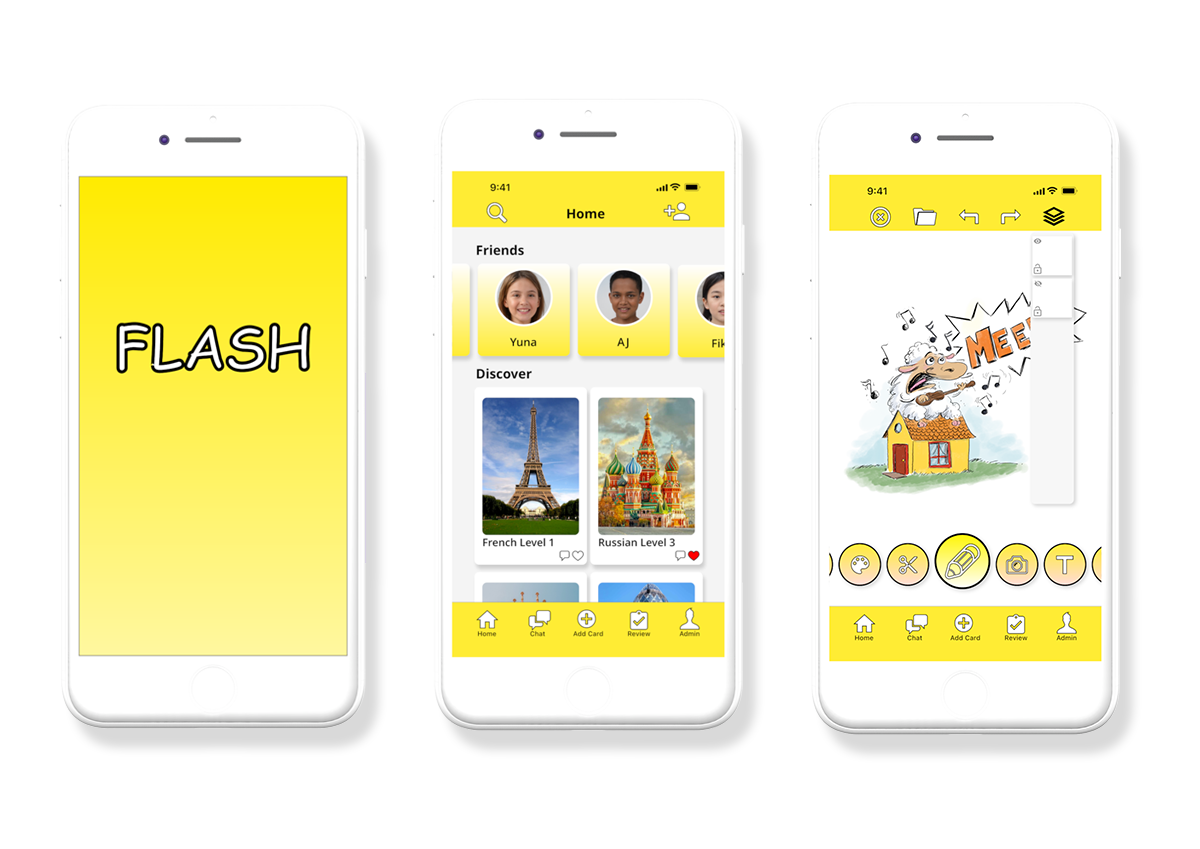 FLASH
9:41
Home
Friends
Yuna
AJ
Fik
Discover
French Level 1
Russian Level 3
Home
Chat
Add Card
Review
Admin
9:41
MEE
T
Home
Chat
Add Card
Review
Admin